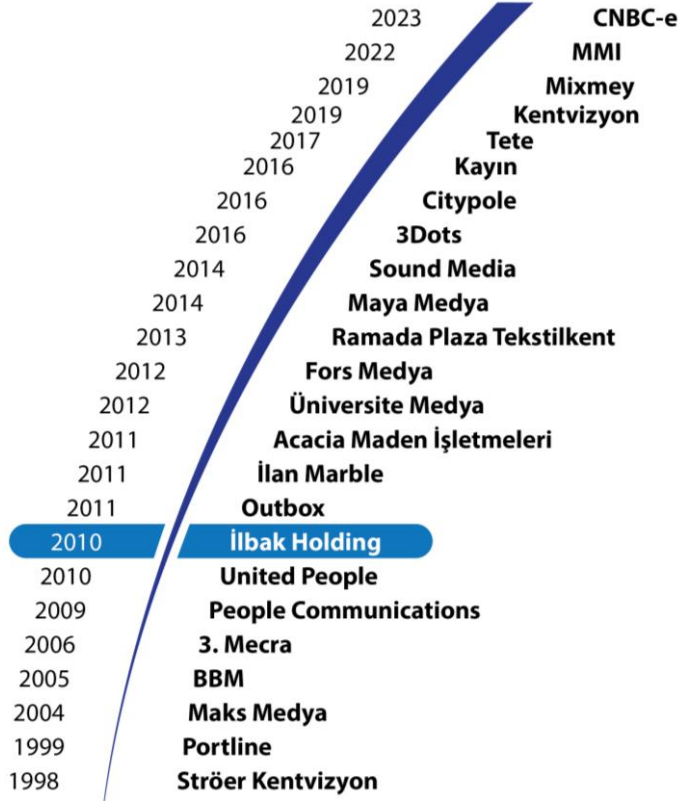 2023 CNBC-e
2022 MMI
2019 Mixmey
2019 Kentvizyon
2017 Tete
2016 Kayın
2016 Citypole
2016 3Dots
2014 Sound Media
2014 Maya Medya
2013 Ramada Plaza Tekstilkent
2012 Fors Medya
2012 Üniversite Medya
2011 Acacia Maden İşletmeleri
2011 İlan Marble
2011 Outbox
2010 İlbak Holding
2010 United People
2009 People Communications
2006 3. Mecra
2005 BBM
2004 Maks Medya
1999 Portline
1998 Ströer Kentvizyon